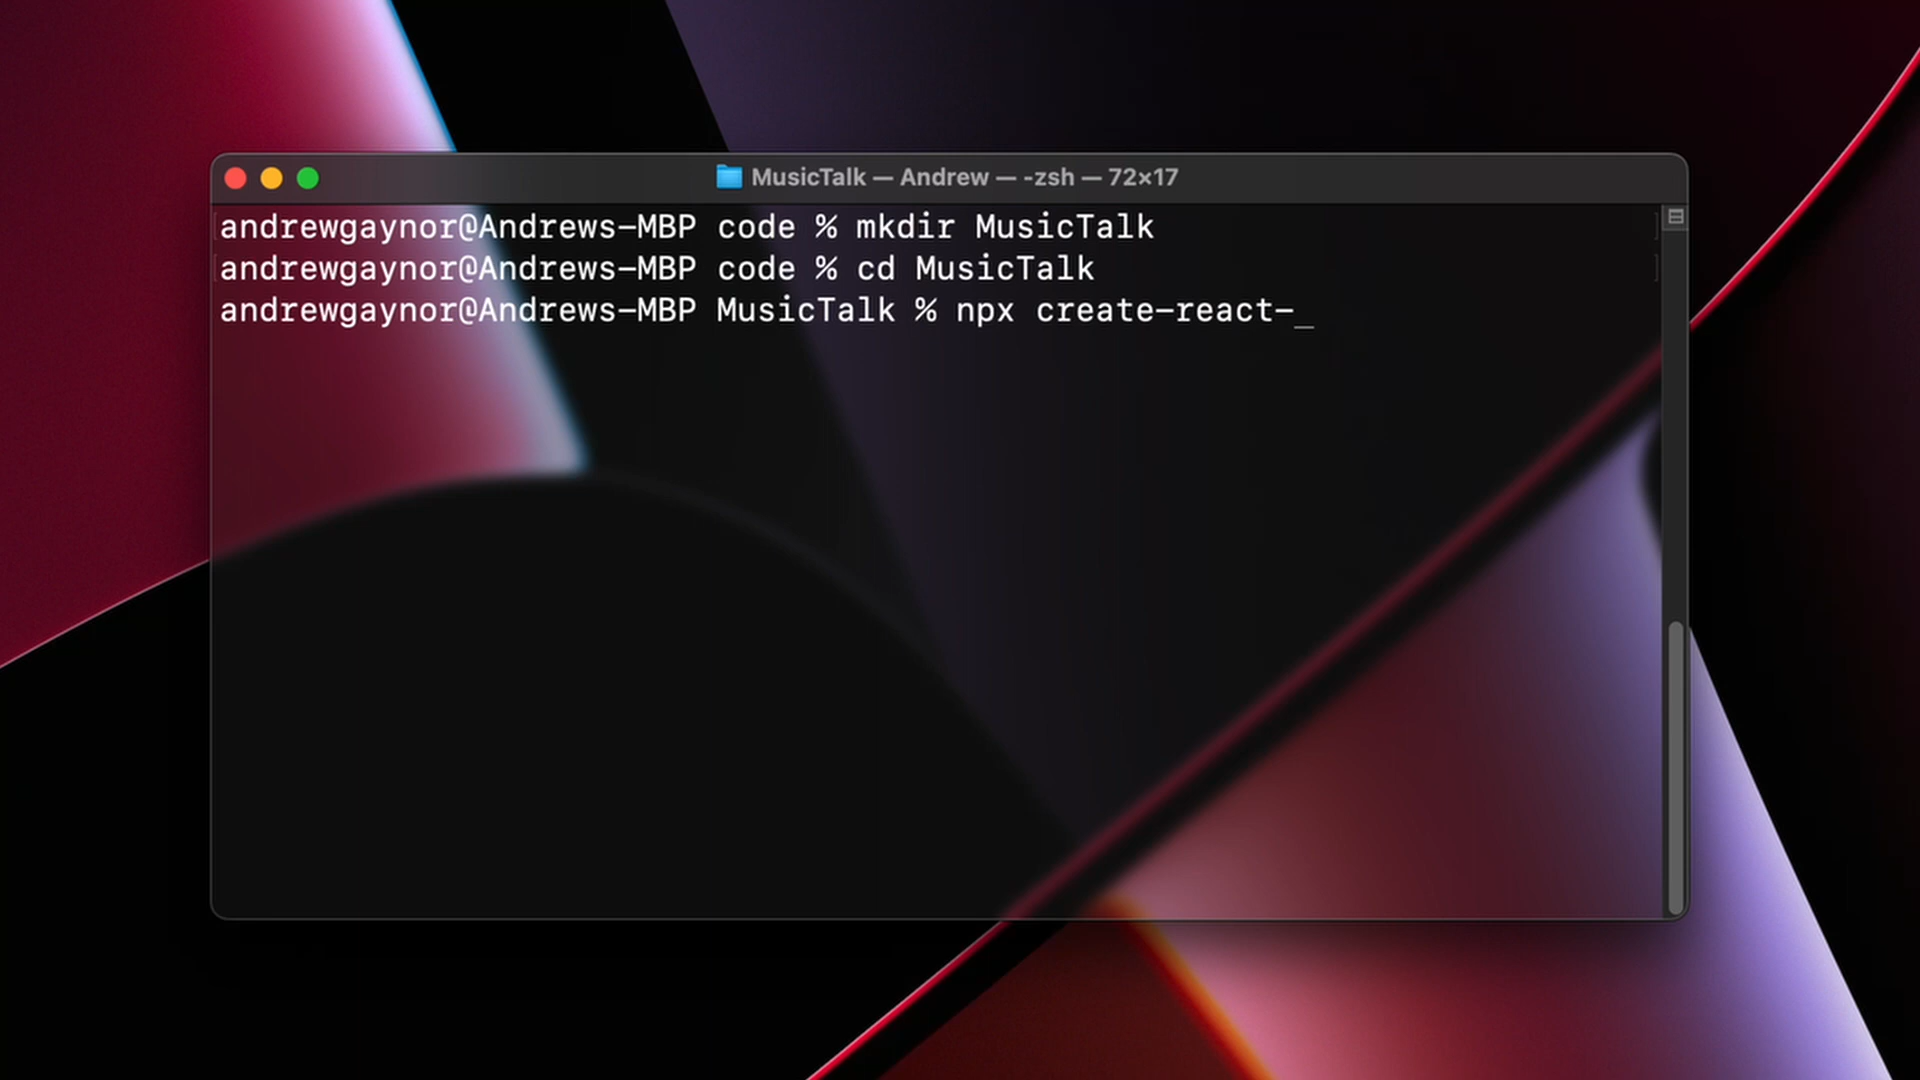 MusicTalk — Andrew — -zsh — 72×17
andrewgaynor@Andrews-MBP code % mkdir MusicTalk
andrewgaynor@Andrews-MBP code % cd MusicTalk
andrewgaynor@Andrews-MBP MusicTalk % npx create-react-_